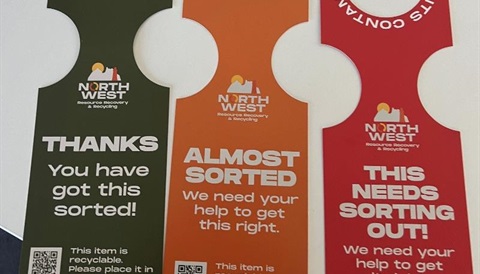 NORTH
WEST
Resource Recovery
& Recycling
THANKS
You have
got this
sorted!
This item is
recyclable.
Please place it in
NORTH
WEST
Resource Recovery
& Recycling
ALMOST
SORTED
We need your
help to get
this right.
This item is
ITS CONTAM
NORTH
WEST
Resource Recovery
& Recycling
THIS
NEEDS
SORTING
OUT!
We need your
help to get